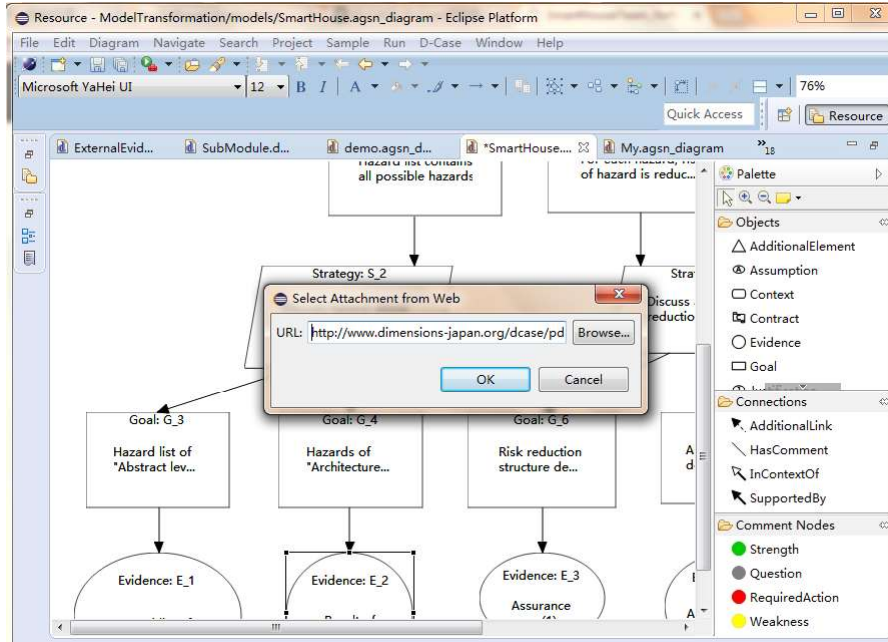 Resource - ModelTransformation/models/SmartHouse.agsn_diagram - Eclipse Platform
File Edit Diagram Navigate Search Project Sample Run D-Case Window Help
Microsoft YaHei UI 12 B I A 76%
Quick Access Resource
ExternalEvid... SubModule.d... demo.agsn_d... *SmartHouse.... My.agsn_diagram »18
Hazard list contains
all possible hazards
of hazard is reduc...
Palette
Objects
AdditionalElement
Assumption
Context
Contract
Evidence
Goal
Strategy: S_2
Stra
Discuss
reduction
Select Attachment from Web
URL: http://www.dimensions-japan.org/dcase/pd Browse...
OK Cancel
Connections
AdditionalLink
HasComment
InContextOf
SupportedBy
Goal: G_3
Hazard list of
"Abstract lev...
Goal: G_4
Hazards of
"Architecture...
Goal: G_6
Risk reduction
structure de...
A
d
Comment Nodes
Strength
Question
RequiredAction
Weakness
Evidence: E_1
Evidence: E_2
Evidence: E_3
Assurance
A